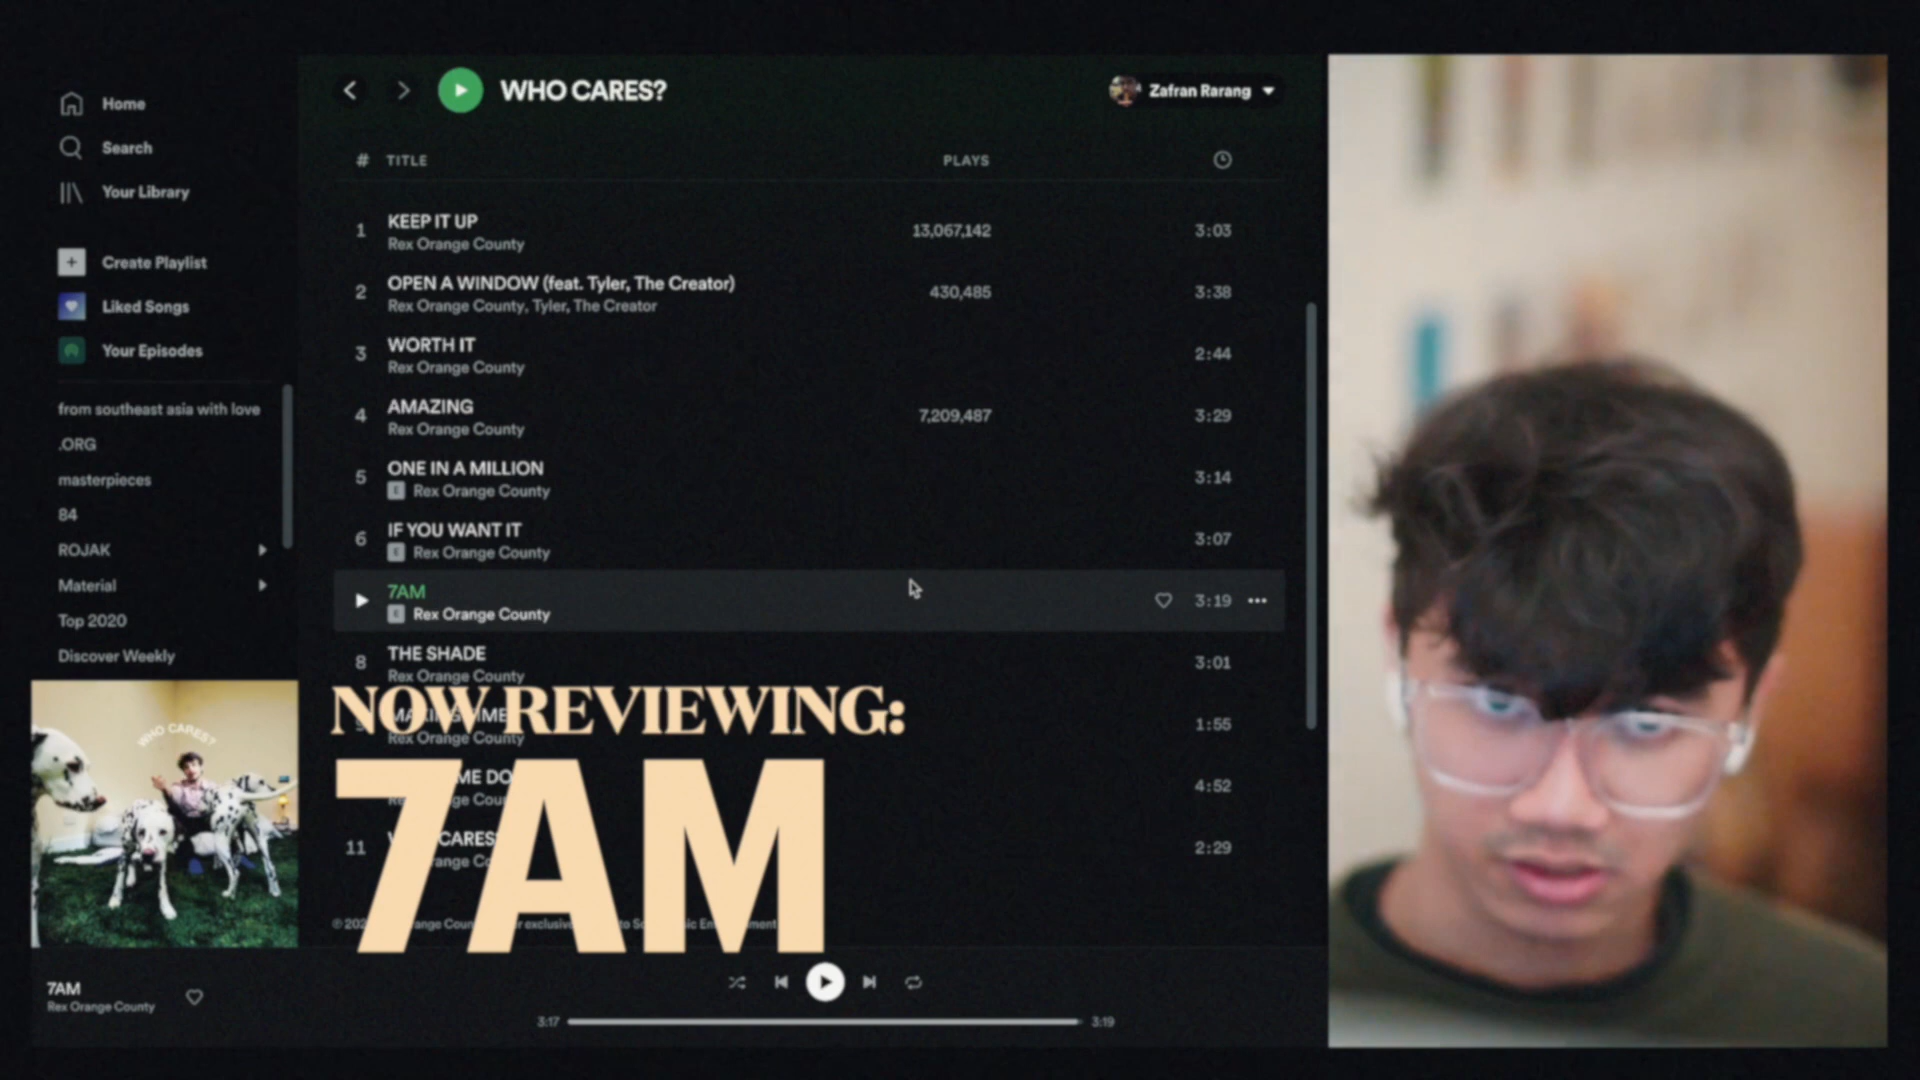 Home
Search
Your Library
Create Playlist
Liked Songs
Your Episodes
from southeast asia with love
.ORG
masterpieces
84
ROJAK
Material
Top 2020
Discover Weekly
WHO CARES?
7AM
Rex Orange County
WHO CARES?
Zafran Rarang
# TITLE PLAYS
1 KEEP IT UP 13,067,142 3:03
Rex Orange County
2 OPEN A WINDOW (feat. Tyler, The Creator) 430,485 3:38
Rex Orange County, Tyler, The Creator
3 WORTH IT 2:44
Rex Orange County
4 AMAZING 7,209,487 3:29
Rex Orange County
5 ONE IN A MILLION 3:14
E Rex Orange County
6 IF YOU WANT IT 3:07
E Rex Orange County
7AM 3:19
E Rex Orange County
8 THE SHADE 3:01
Rex Orange County
1:55
Rex Orange County
4:52
11 2:29
NOW REVIEWING:
7AM
3:17 3:19